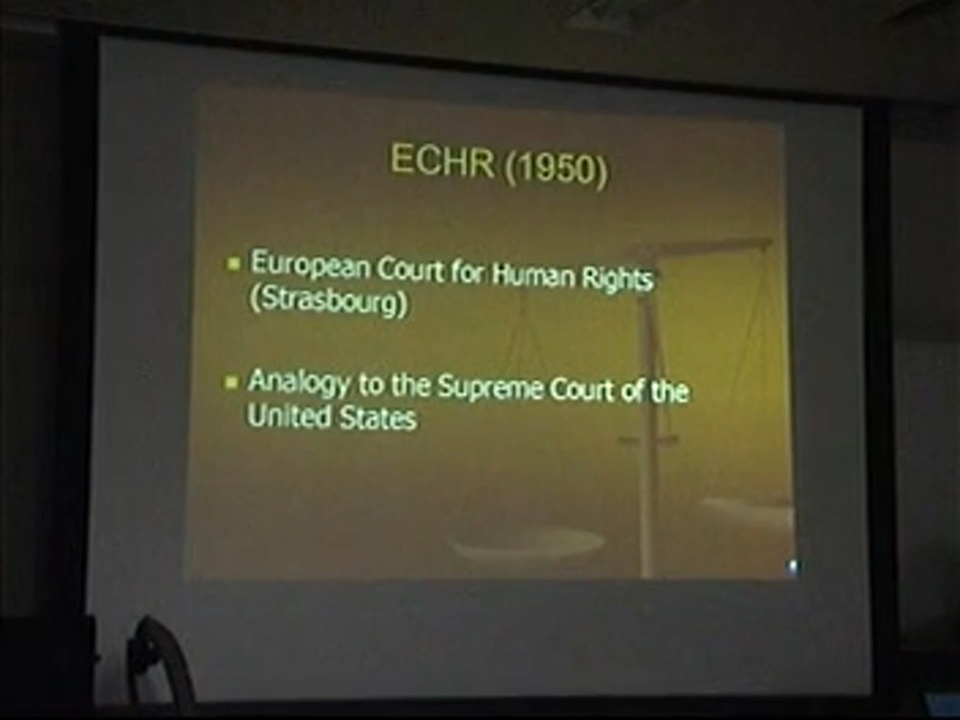 ECHR (1950)
European Court for Human Rights
(Strasbourg)
Analogy to the Supreme Court of the
United States